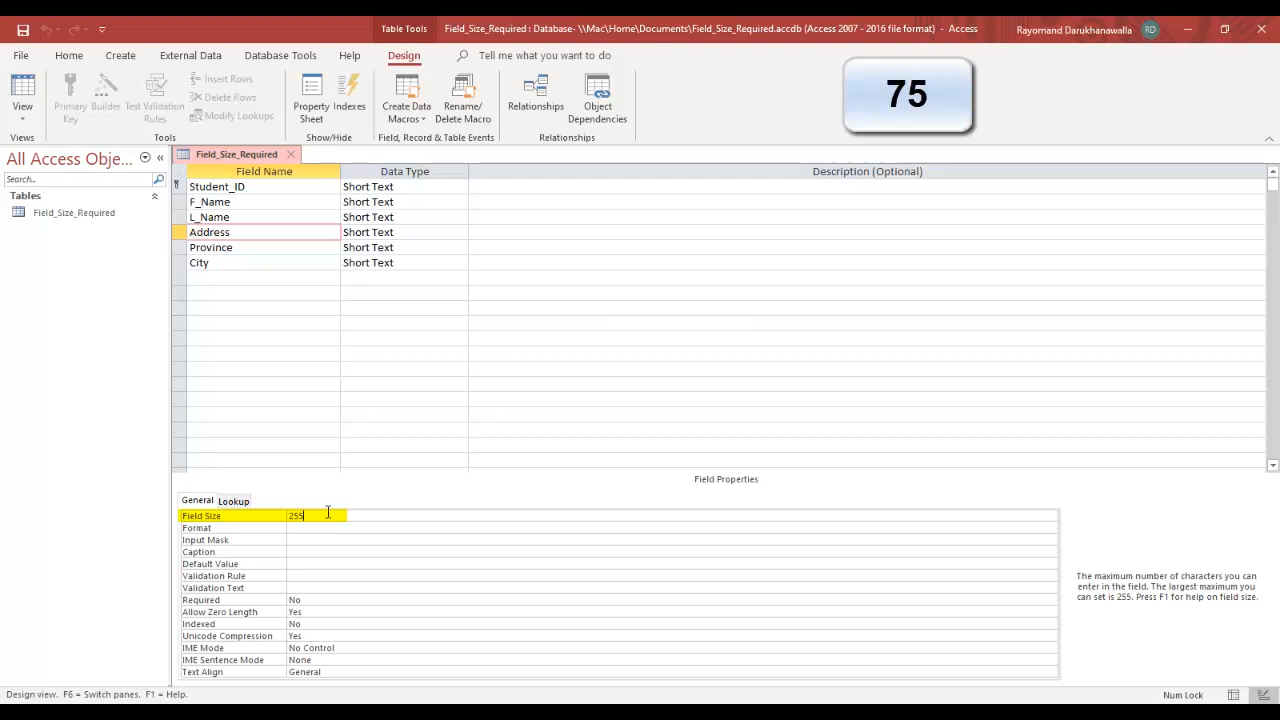 Table Tools
Field_Size_Required : Database- \\Mac\Home\Documents\Field_Size_Required.accdb (Access 2007 - 2016 file format) - Access
Rayomand Darukhanawalla
RD
File Home Create External Data Database Tools Help Design Tell me what you want to do
View
Primary Key
Builder
Test Validation Rules
Insert Rows
Delete Rows
Modify Lookups
Property Sheet
Indexes
Create Data Macros
Rename/ Delete Macro
Relationships
Object Dependencies
75
Views Tools Show/Hide Field, Record & Table Events Relationships
All Access Obje...
Search...
Tables
Field_Size_Required
Field_Size_Required
Field Name Data Type Description (Optional)
Student_ID Short Text
F_Name Short Text
L_Name Short Text
Address Short Text
Province Short Text
City Short Text
Field Properties
General Lookup
Field Size 255
Format
Input Mask
Caption
Default Value
Validation Rule
Validation Text
Required No
Allow Zero Length Yes
Indexed No
Unicode Compression Yes
IME Mode No Control
IME Sentence Mode None
Text Align General
The maximum number of characters you
can enter in the field. The largest maximum you
can set is 255. Press F1 for help on field size.
Design view. F6 = Switch panes. F1 = Help.
Num Lock